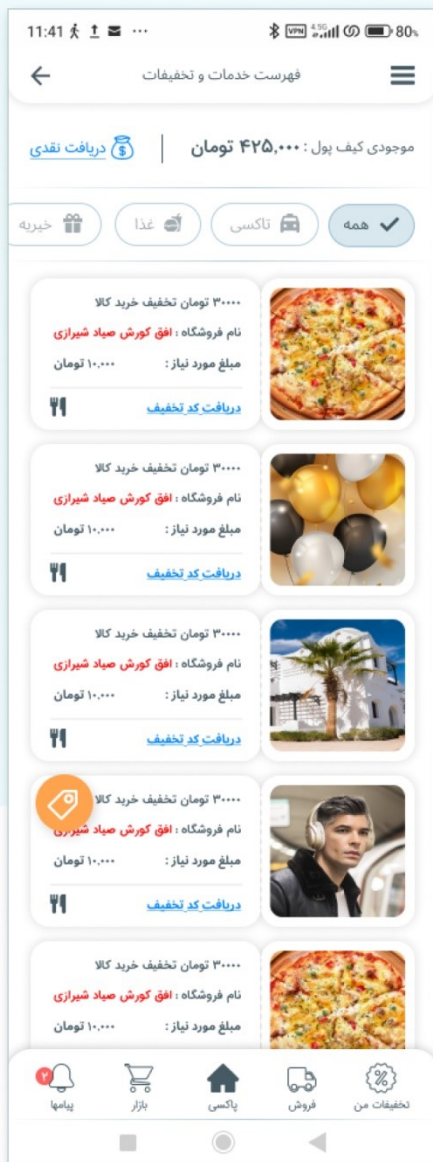 11:41 ... VPN 4.5G 80%
فهرست خدمات و تخفیفات
موجودی کیف پول : ۴۲۵,۰۰۰ تومان
دریافت نقدی
همه
تاکسی
غذا
خیریه
۳۰۰۰۰ تومان تخفیف خرید کالا
نام فروشگاه : افق کورش صیاد شیرازی
مبلغ مورد نیاز : ۱۰,۰۰۰ تومان
دریافت کد تخفیف
۳۰۰۰۰ تومان تخفیف خرید کالا
نام فروشگاه : افق کورش صیاد شیرازی
مبلغ مورد نیاز : ۱۰,۰۰۰ تومان
دریافت کد تخفیف
۳۰۰۰۰ تومان تخفیف خرید کالا
نام فروشگاه : افق کورش صیاد شیرازی
مبلغ مورد نیاز : ۱۰,۰۰۰ تومان
دریافت کد تخفیف
۳۰۰۰۰ تومان تخفیف خرید کالا
نام فروشگاه : افق کورش صیاد شیرازی
مبلغ مورد نیاز : ۱۰,۰۰۰ تومان
دریافت کد تخفیف
۳۰۰۰۰ تومان تخفیف خرید کالا
نام فروشگاه : افق کورش صیاد شیرازی
مبلغ مورد نیاز : ۱۰,۰۰۰ تومان
تخفیفات من
فروش
پاکسی
بازار
پیامها
۲